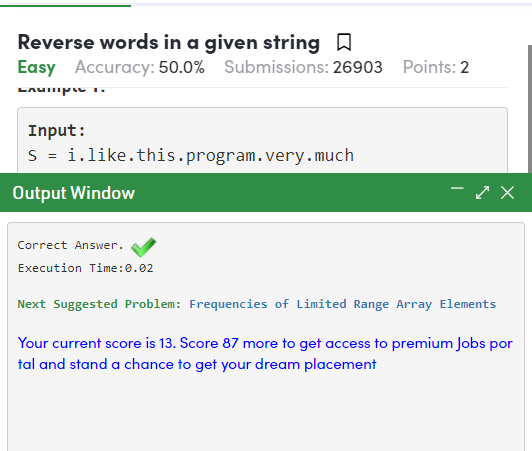 Reverse words in a given string
Easy Accuracy: 50.0% Submissions: 26903 Points: 2
Example 1:
Input:
S = i.like.this.program.very.much
Output Window
Correct Answer.
Execution Time:0.02
Next Suggested Problem: Frequencies of Limited Range Array Elements
Your current score is 13. Score 87 more to get access to premium Jobs por
tal and stand a chance to get your dream placement